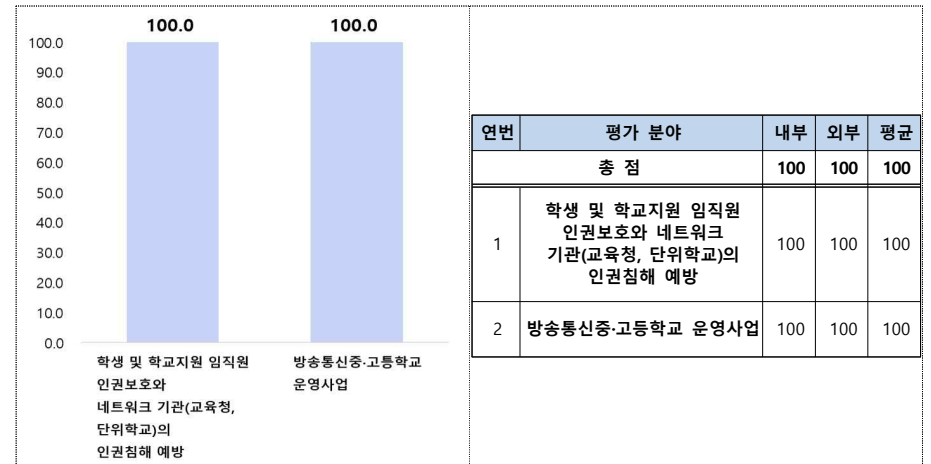 100.0 100.0
100.0
90.0
80.0
70.0
60.0
50.0
40.0
30.0
20.0
10.0
0.0
학생 및 학교지원 임직원
인권보호와
네트워크 기관(교육청,
단위학교)의
인권침해 예방
방송통신중·고틍학교
운영사업
연번 평가 분야 내부 외부 평균
총 점 100 100 100
1 학생 및 학교지원 임직원
인권보호와 네트워크
기관(교육청, 단위학교)의
인권침해 예방 100 100 100
2 방송통신중·고등학교 운영사업 100 100 100